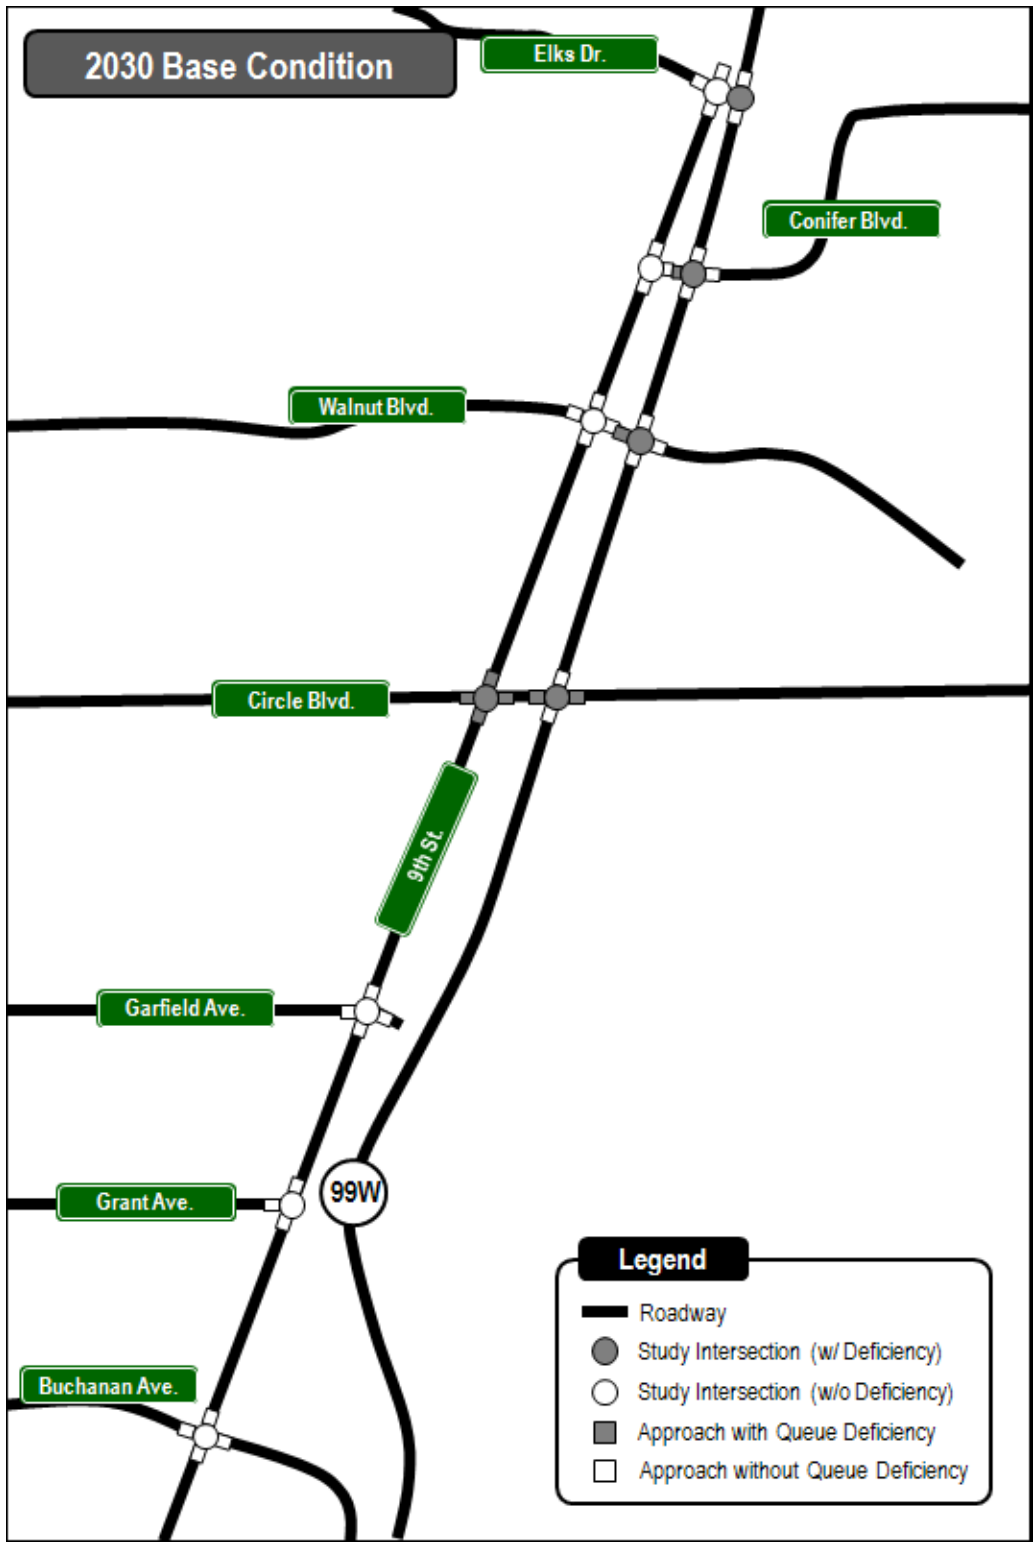 2030 Base Condition
Elks Dr.
Conifer Blvd.
Walnut Blvd.
Circle Blvd.
9th St.
Garfield Ave.
99W
Grant Ave.
Buchanan Ave.
Legend
Roadway
Study Intersection (w/ Deficiency)
Study Intersection (w/o Deficiency)
Approach with Queue Deficiency
Approach without Queue Deficiency